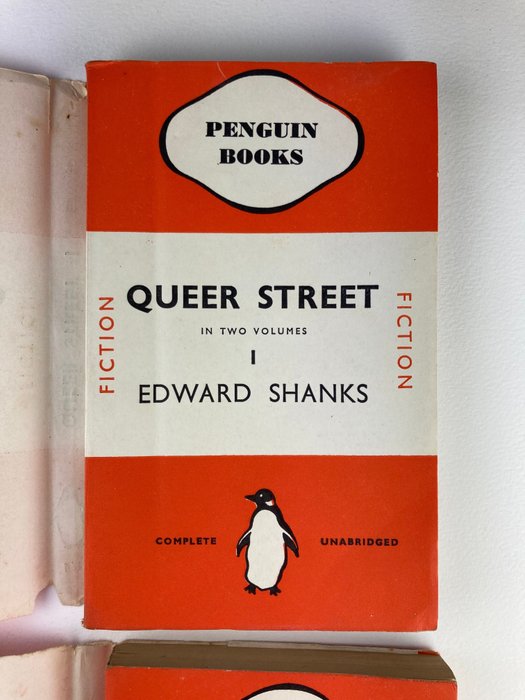 PENGUIN
BOOKS
QUEER STREET
IN TWO VOLUMES
I
EDWARD SHANKS
FICTION
FICTION
COMPLETE UNABRIDGED